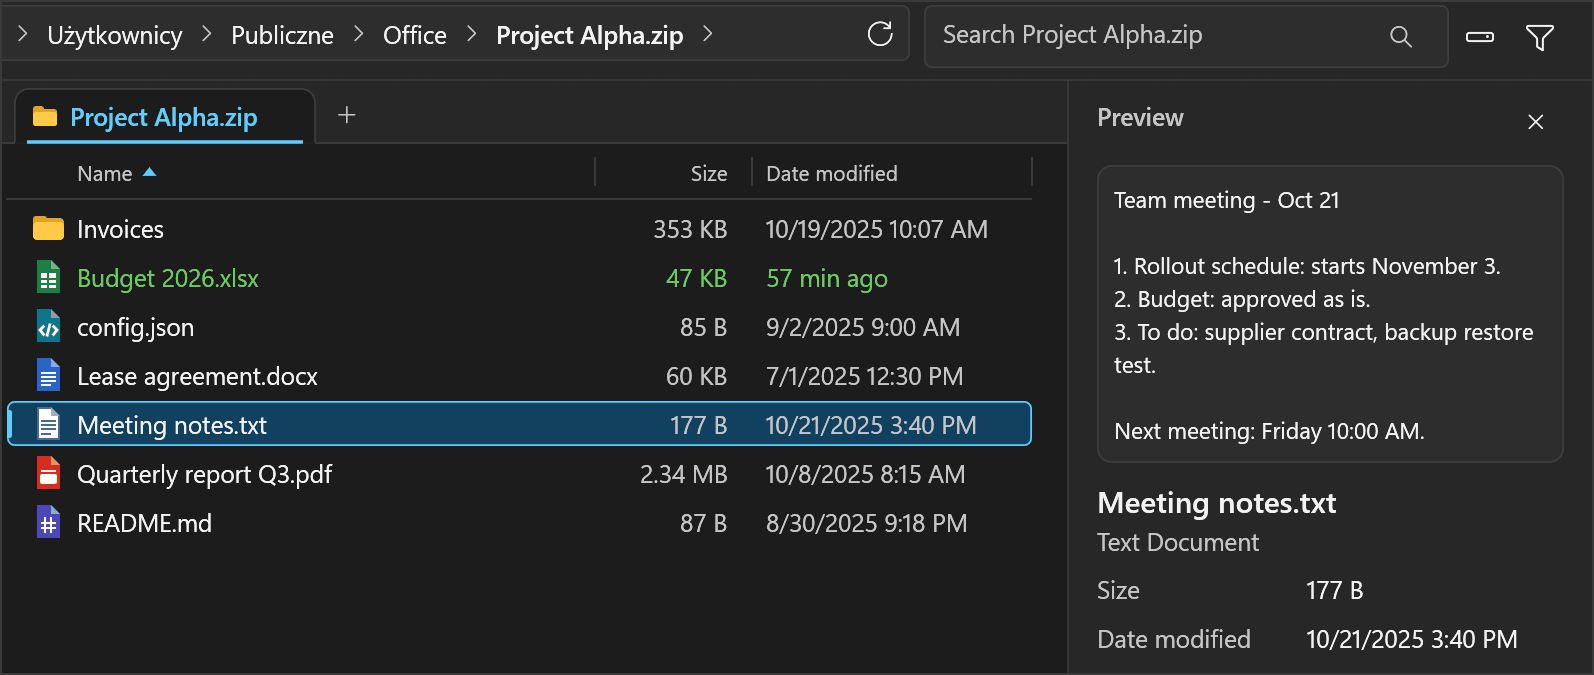 Użytkownicy > Publiczne > Office > Project Alpha.zip >
Search Project Alpha.zip
Project Alpha.zip
Name Size Date modified
Invoices 353 KB 10/19/2025 10:07 AM
Budget 2026.xlsx 47 KB 57 min ago
config.json 85 B 9/2/2025 9:00 AM
Lease agreement.docx 60 KB 7/1/2025 12:30 PM
Meeting notes.txt 177 B 10/21/2025 3:40 PM
Quarterly report Q3.pdf 2.34 MB 10/8/2025 8:15 AM
README.md 87 B 8/30/2025 9:18 PM
Preview
Team meeting - Oct 21
1. Rollout schedule: starts November 3.
2. Budget: approved as is.
3. To do: supplier contract, backup restore
test.
Next meeting: Friday 10:00 AM.
Meeting notes.txt
Text Document
Size 177 B
Date modified 10/21/2025 3:40 PM